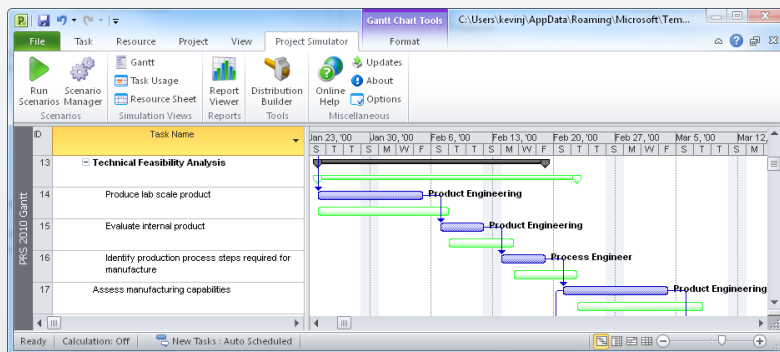 Gantt Chart Tools
C:\Users\kevinj\AppData\Roaming\Microsoft\Tem...
File Task Resource Project View Project Simulator Format
Run Scenarios
Scenario Manager
Gantt
Task Usage
Resource Sheet
Report Viewer
Distribution Builder
Online Help
Updates
About
Options
Scenarios Simulation Views Reports Tools Miscellaneous
ID Task Name Jan 23, '00 Jan 30, '00 Feb 6, '00 Feb 13, '00 Feb 20, '00 Feb 27, '00 Mar 5, '00 Mar 12,
S T T S M W F S T T S M W F S T T S M W F S T T S M
13 Technical Feasibility Analysis
14 Produce lab scale product Product Engineering
15 Evaluate internal product Product Engineering
16 Identify production process steps required for manufacture Process Engineer
17 Assess manufacturing capabilities Product Engineering
PRS 2010 Gantt
Ready Calculation: Off New Tasks : Auto Scheduled